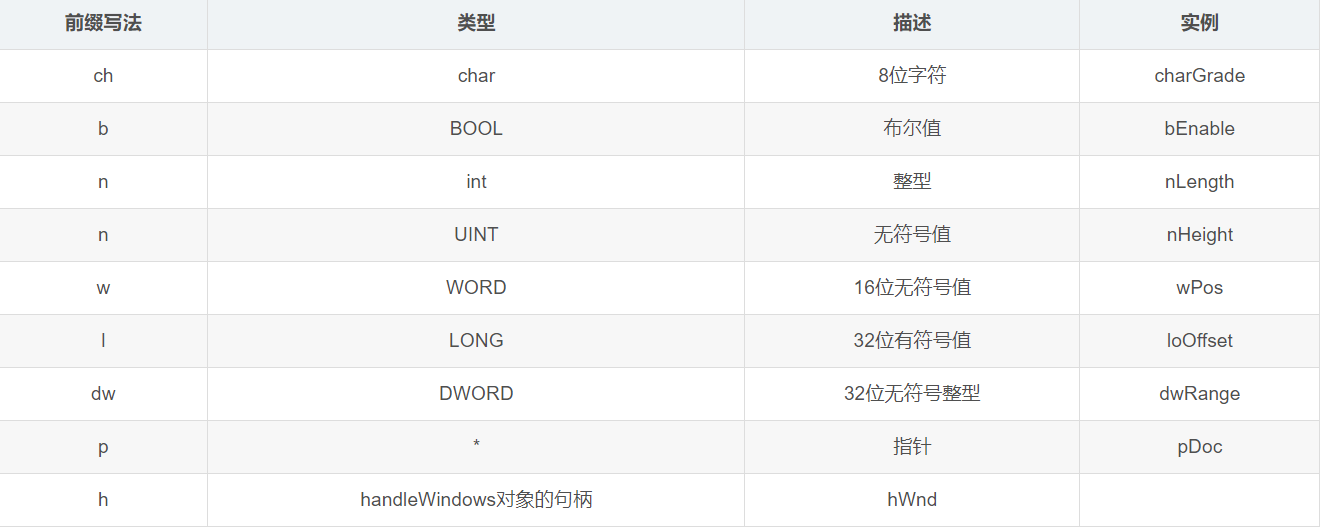 前缀写法 类型 描述 实例
ch char 8位字符 charGrade
b BOOL 布尔值 bEnable
n int 整型 nLength
n UINT 无符号值 nHeight
w WORD 16位无符号值 wPos
l LONG 32位有符号值 loOffset
dw DWORD 32位无符号整型 dwRange
p * 指针 pDoc
h handleWindows对象的句柄 hWnd